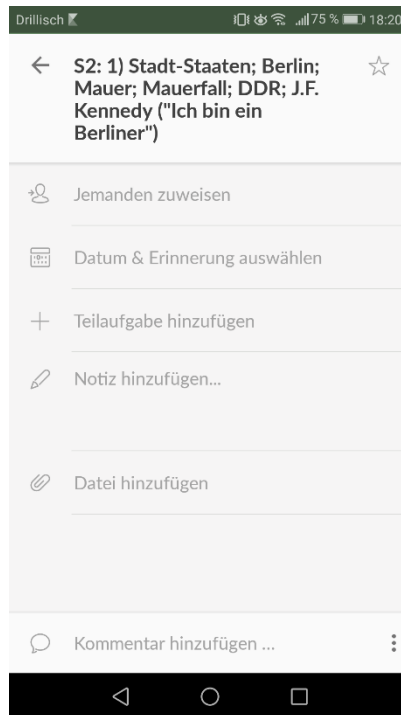 Drillisch 75 % 18:20
S2: 1) Stadt-Staaten; Berlin;
Mauer; Mauerfall; DDR; J.F.
Kennedy ("Ich bin ein
Berliner")
Jemanden zuweisen
Datum & Erinnerung auswählen
Teilaufgabe hinzufügen
Notiz hinzufügen...
Datei hinzufügen
Kommentar hinzufügen ...